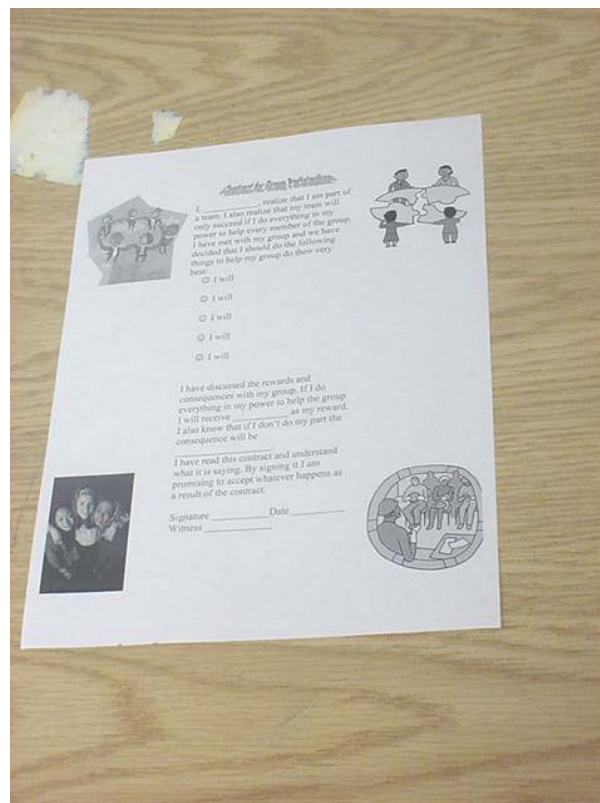 Contract for Group Participation
I, ____________, realize that I am part of
a team. I also realize that my team will
only succeed if I do everything in my
power to help every member of the group.
I have met with my group and we have
decided that I should do the following
things to help my group do their very
best:
☺ I will
☺ I will
☺ I will
☺ I will
☺ I will
I have discussed the rewards and
consequences with my group. If I do
everything in my power to help the group
I will receive ____________ as my reward.
I also know that if I don't do my part the
consequence will be
____________________.
I have read this contract and understand
what it is saying. By signing it I am
promising to accept whatever happens as
a result of the contract.
Signature ____________ Date ____________
Witness ______________